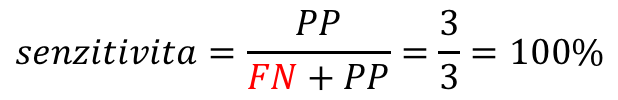 senzitivita = PP / (FN + PP) = 3 / 3 = 100%